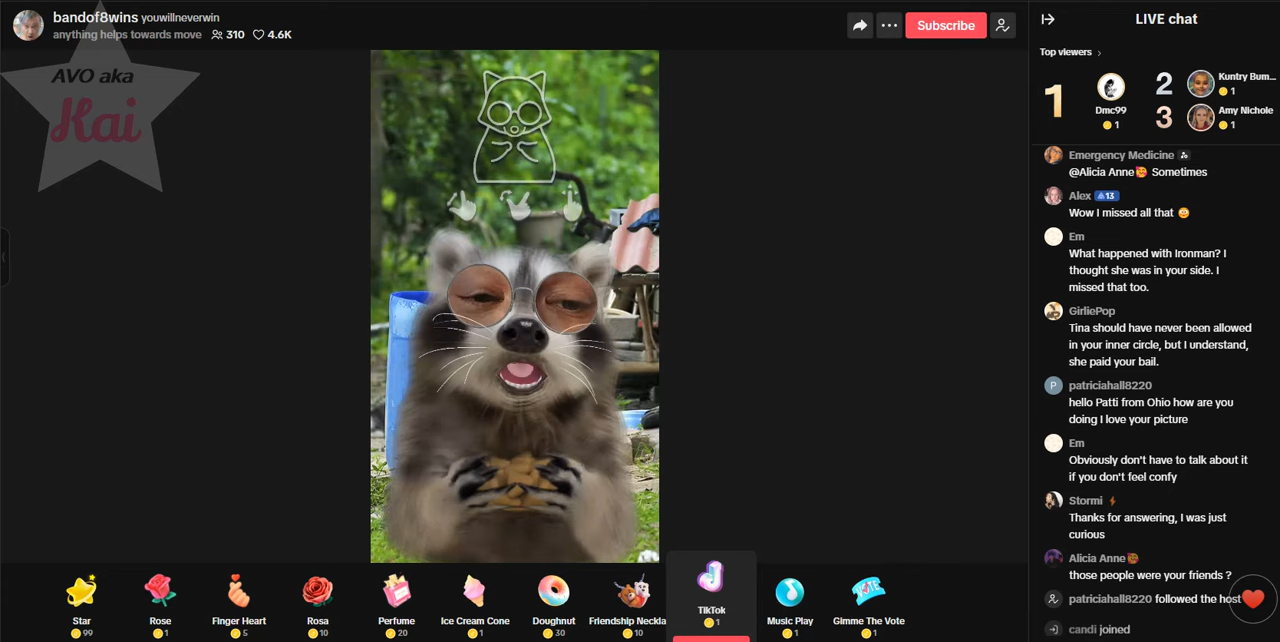 bandof8wins youwillneverwin
anything helps towards move 310 4.6K
Subscribe
LIVE chat
AVO aka
Kai
Top viewers
1
Dmc99
1
2
Kuntry Bum...
1
3
Amy Nichole
1
Emergency Medicine
@Alicia Anne Sometimes
Alex 13
Wow I missed all that
Em
What happened with Ironman? I
thought she was in your side. I
missed that too.
GirliePop
Tina should have never been allowed
in your inner circle, but I understand,
she paid your bail.
P patriciahall8220
hello Patti from Ohio how are you
doing I love your picture
Em
Obviously don't have to talk about it
if you don't feel confy
Stormi
Thanks for answering, I was just
curious
Alicia Anne
those people were your friends ?
patriciahall8220 followed the host
candi joined
Star
99
Rose
1
Finger Heart
5
Rosa
10
Perfume
20
Ice Cream Cone
1
Doughnut
30
Friendship Neckla
10
TikTok
1
Music Play
1
VOTE
Gimme The Vote
1